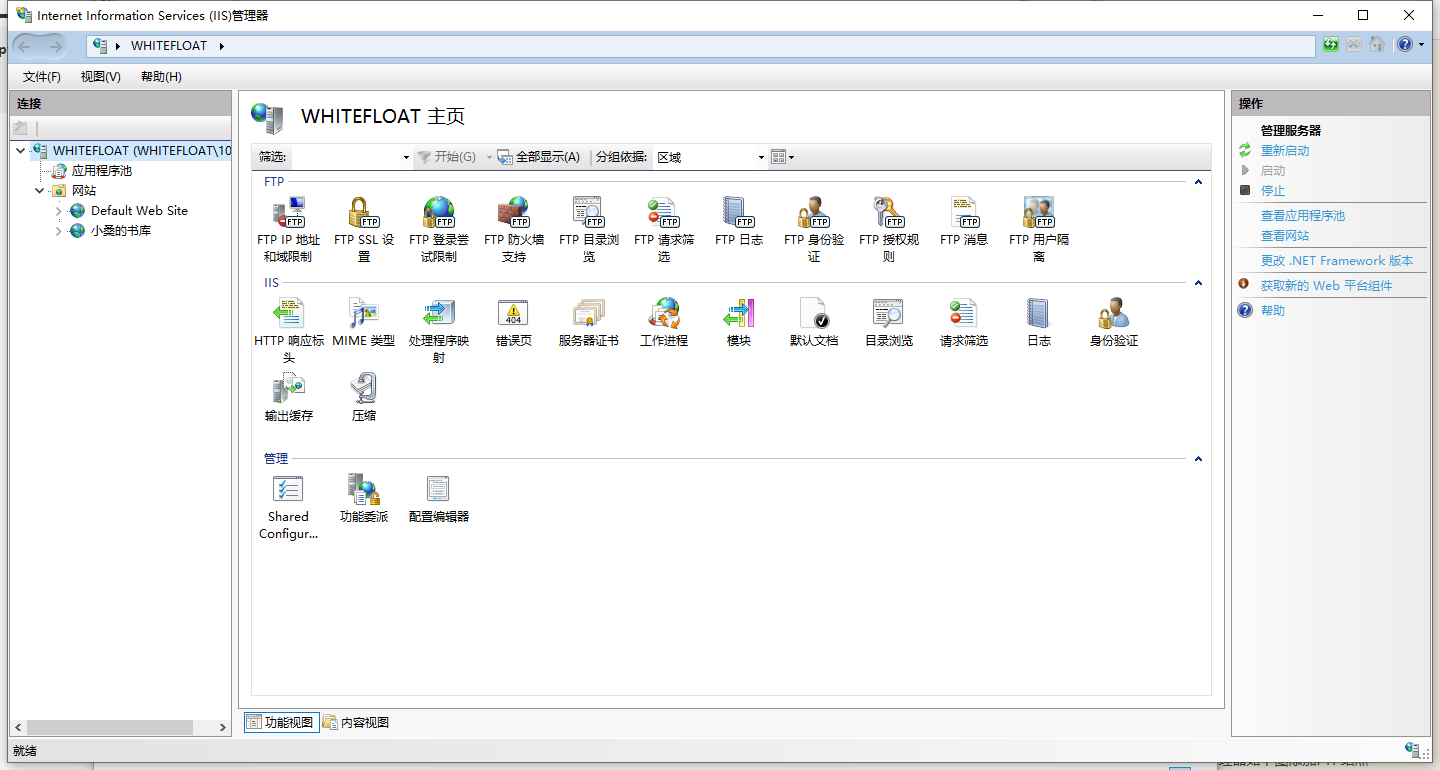 Internet Information Services (IIS)管理器
WHITEFLOAT
文件(F) 视图(V) 帮助(H)
连接
WHITEFLOAT (WHITEFLOAT\10
应用程序池
网站
Default Web Site
小桑的书库
WHITEFLOAT 主页
筛选: 开始(G) 全部显示(A) 分组依据: 区域
FTP
FTP IP 地址和域限制
FTP SSL 设置
FTP 登录尝试限制
FTP 防火墙支持
FTP 目录浏览
FTP 请求筛选
FTP 日志
FTP 身份验证
FTP 授权规则
FTP 消息
FTP 用户隔离
IIS
HTTP 响应标头
MIME 类型
处理程序映射
404
错误页
服务器证书
工作进程
模块
默认文档
目录浏览
请求筛选
日志
身份验证
输出缓存
压缩
管理
Shared
Configur...
功能委派
配置编辑器
功能视图 内容视图
操作
管理服务器
重新启动
启动
停止
查看应用程序池
查看网站
更改 .NET Framework 版本
获取新的 Web 平台组件
帮助
就绪